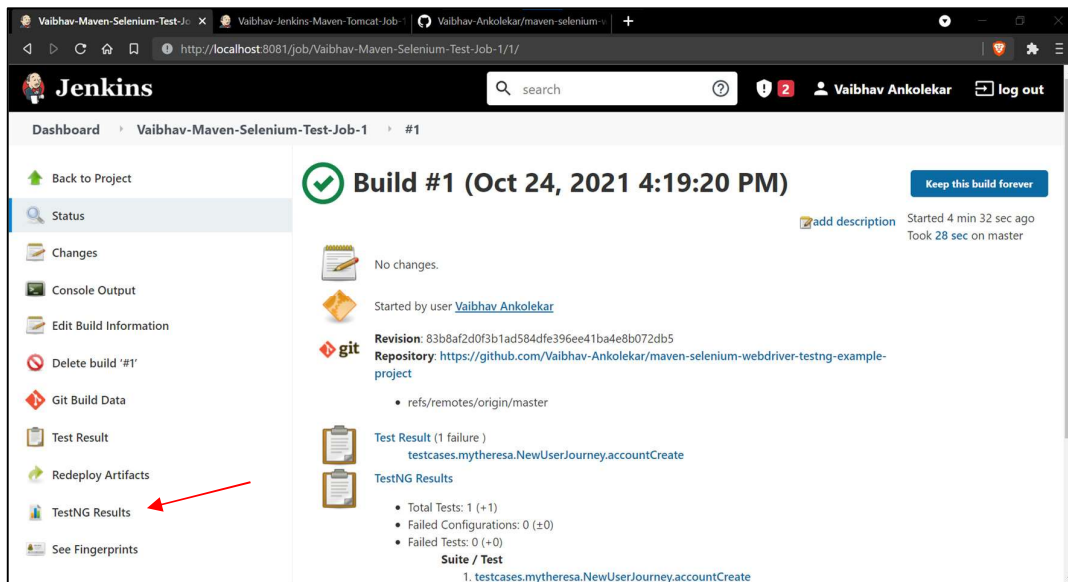 Vaibhav-Maven-Selenium-Test-Jo
Vaibhav-Jenkins-Maven-Tomcat-Job-1
Vaibhav-Ankolekar/maven-selenium-w
http://localhost:8081/job/Vaibhav-Maven-Selenium-Test-Job-1/1/
Jenkins
search
2
Vaibhav Ankolekar
log out
Dashboard
Vaibhav-Maven-Selenium-Test-Job-1
#1
Back to Project
Status
Changes
Console Output
Edit Build Information
Delete build '#1'
Git Build Data
Test Result
Redeploy Artifacts
TestNG Results
See Fingerprints
Build #1 (Oct 24, 2021 4:19:20 PM)
Keep this build forever
add description
Started 4 min 32 sec ago
Took 28 sec on master
No changes.
Started by user Vaibhav Ankolekar
git
Revision: 83b8af2d0f3b1ad584dfe396ee41ba4e8b072db5
Repository: https://github.com/Vaibhav-Ankolekar/maven-selenium-webdriver-testng-example-
project
• refs/remotes/origin/master
Test Result (1 failure )
testcases.mytheresa.NewUserJourney.accountCreate
TestNG Results
• Total Tests: 1 (+1)
• Failed Configurations: 0 (±0)
• Failed Tests: 0 (+0)
Suite / Test
1. testcases.mytheresa.NewUserJourney.accountCreate